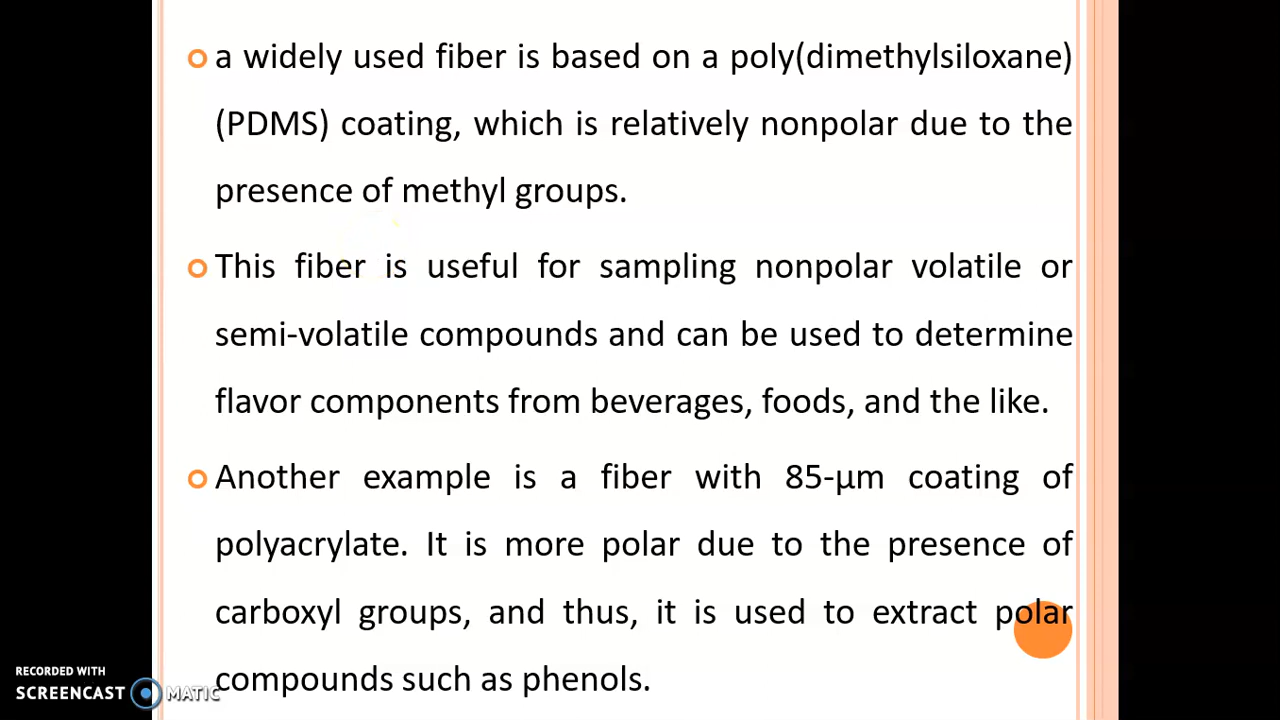 a widely used fiber is based on a poly(dimethylsiloxane)
(PDMS) coating, which is relatively nonpolar due to the
presence of methyl groups.
This fiber is useful for sampling nonpolar volatile or
semi-volatile compounds and can be used to determine
flavor components from beverages, foods, and the like.
Another example is a fiber with 85-µm coating of
polyacrylate. It is more polar due to the presence of
carboxyl groups, and thus, it is used to extract polar
compounds such as phenols.
RECORDED WITH
SCREENCAST MATIC